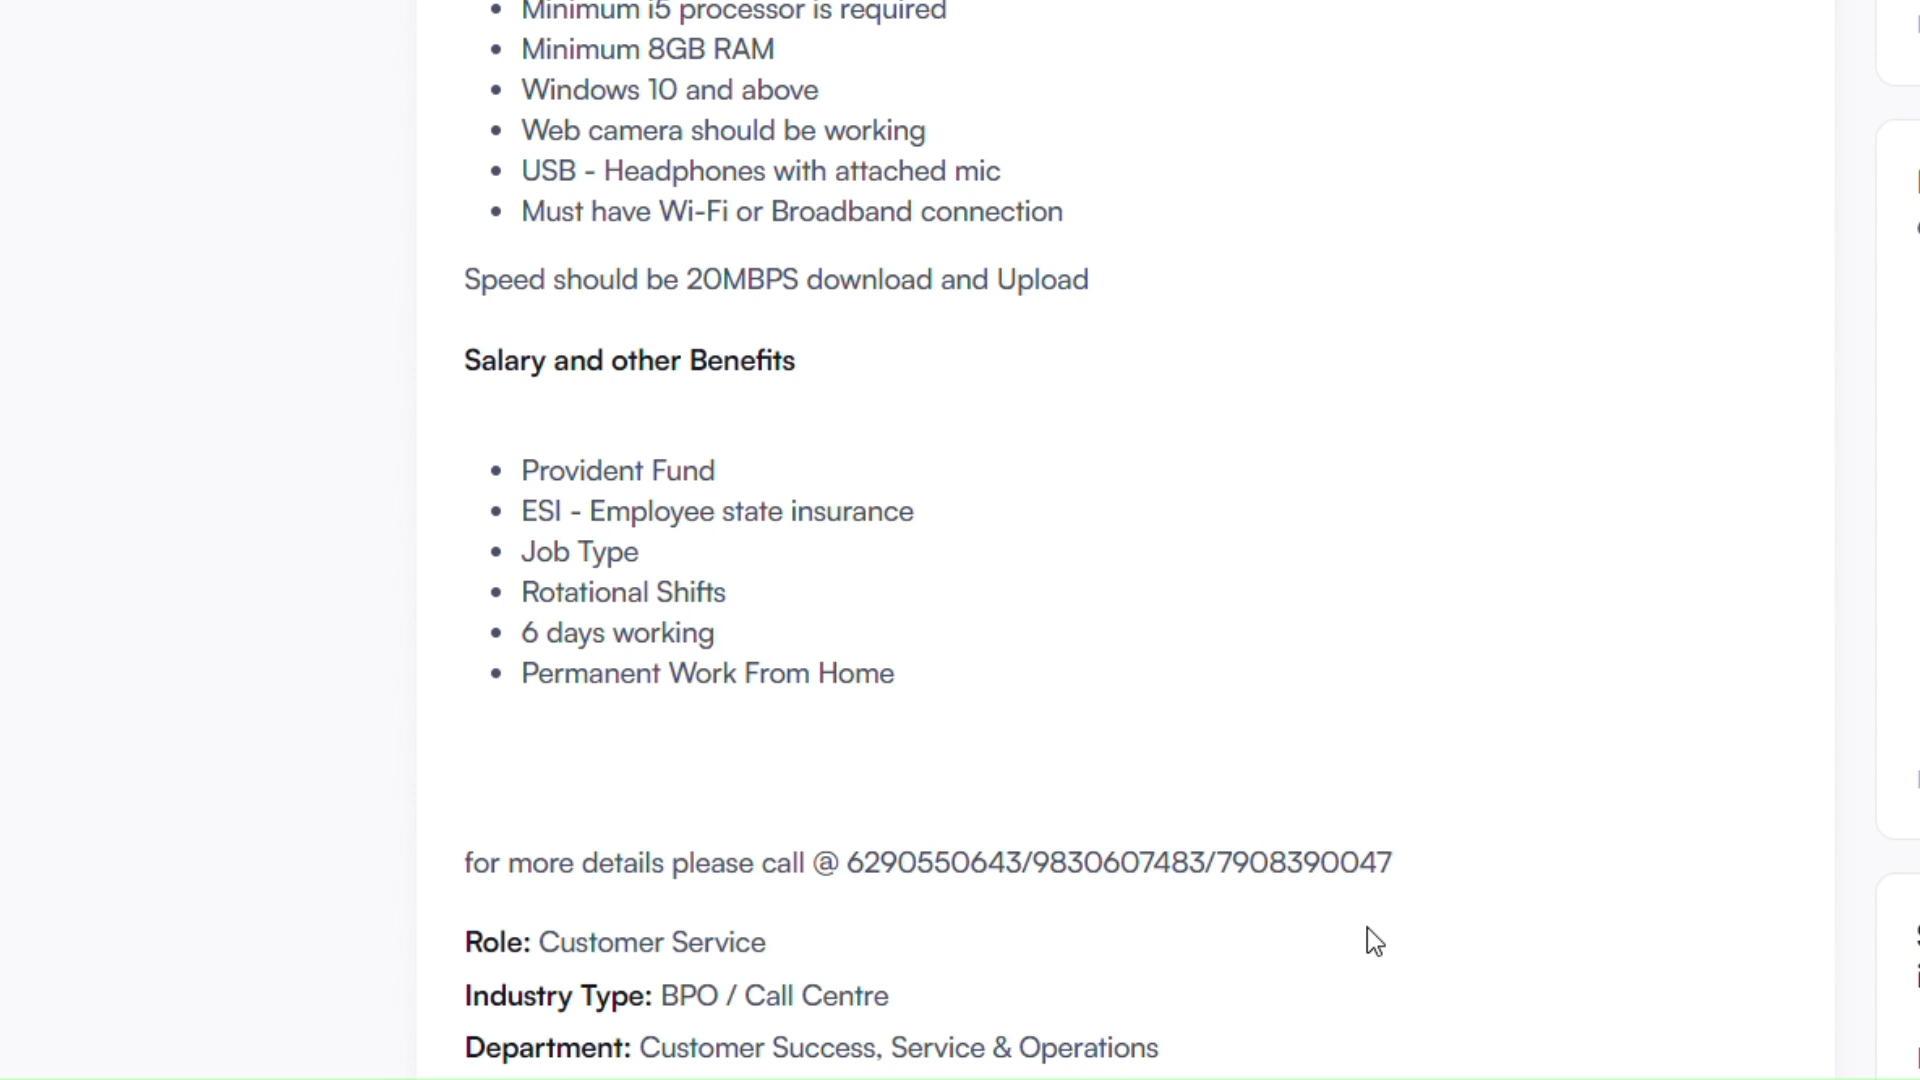 Minimum i5 processor is required
Minimum 8GB RAM
Windows 10 and above
Web camera should be working
USB - Headphones with attached mic
Must have Wi-Fi or Broadband connection
Speed should be 20MBPS download and Upload
Salary and other Benefits
Provident Fund
ESI - Employee state insurance
Job Type
Rotational Shifts
6 days working
Permanent Work From Home
for more details please call @ 6290550643/9830607483/7908390047
Role: Customer Service
Industry Type: BPO / Call Centre
Department: Customer Success, Service & Operations